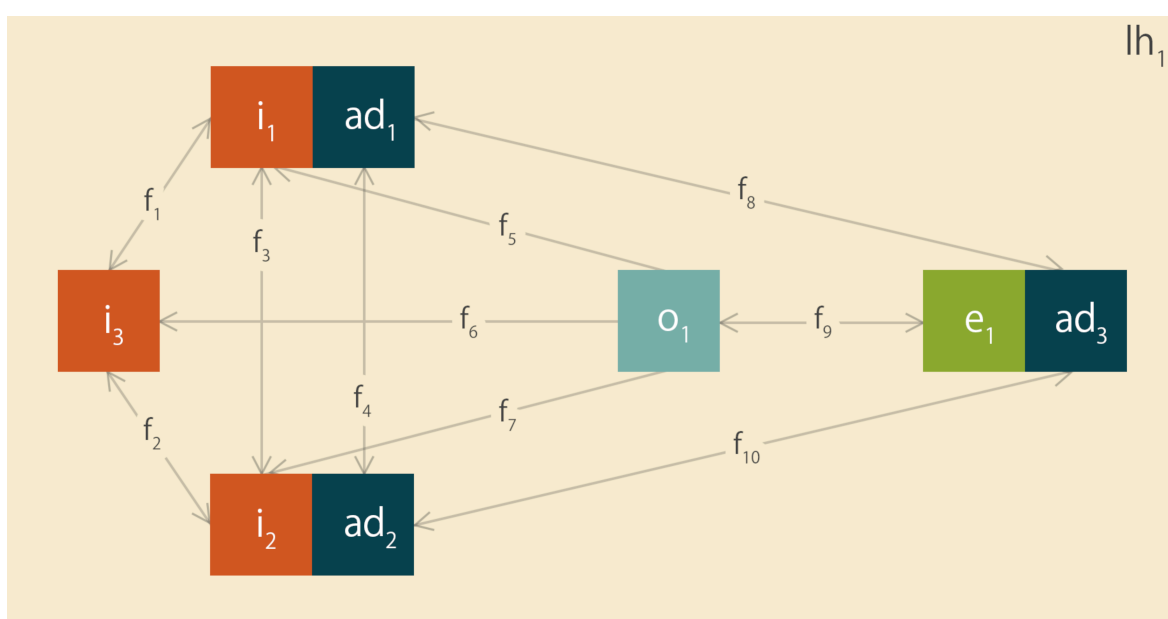 lh₁
i₁ ad₁
f₈
f₁
f₅
f₃
i₃
f₆
o₁
f₉
e₁ ad₃
f₄
f₇
f₂
f₁₀
i₂ ad₂